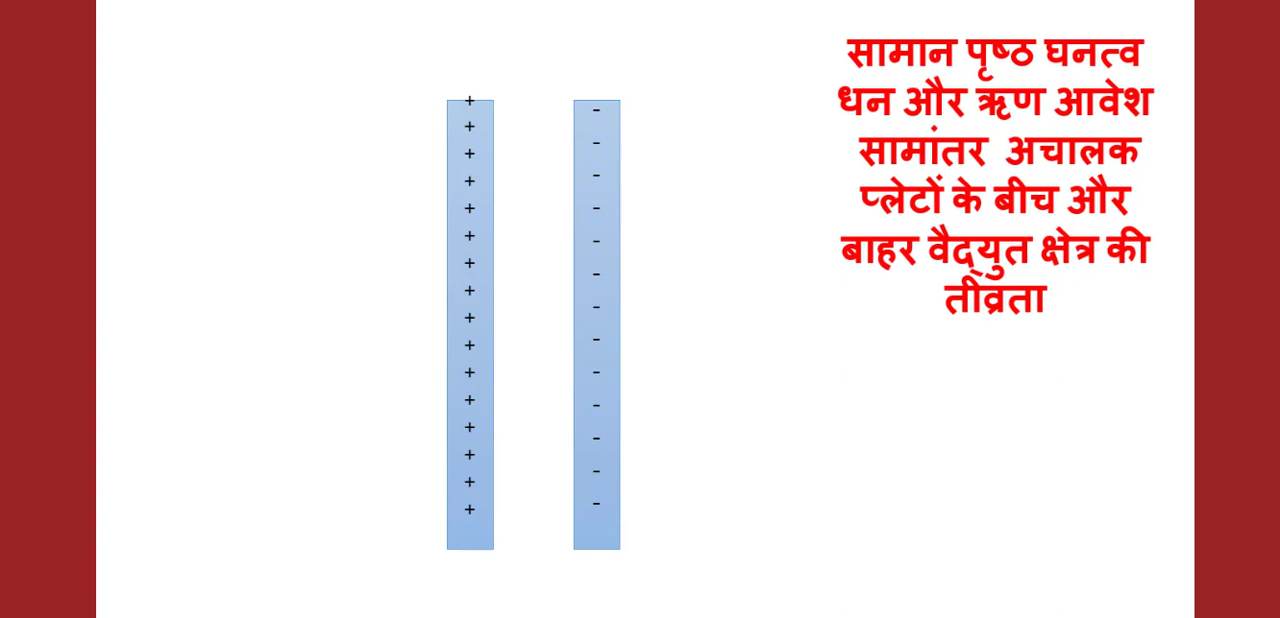 सामान पृष्ठ घनत्व
धन और ऋण आवेश
सामांतर अचालक
प्लेटों के बीच और
बाहर वैद्युत क्षेत्र की
तीव्रता
+ -
+ -
+ -
+ -
+ -
+ -
+ -
+ -
+ -
+ -
+ -
+ -
+ -
+
+
+